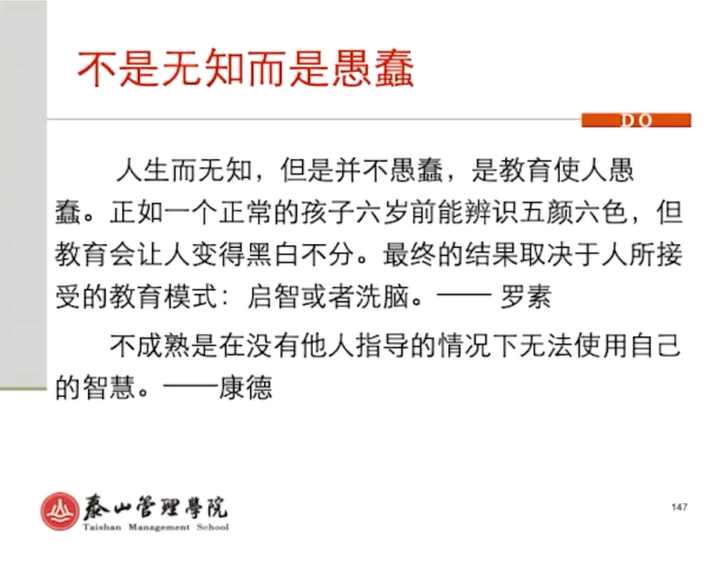 不是无知而是愚蠢
DO
人生而无知，但是并不愚蠢，是教育使人愚
蠢。正如一个正常的孩子六岁前能辨识五颜六色，但
教育会让人变得黑白不分。最终的结果取决于人所接
受的教育模式：启智或者洗脑。—— 罗素
不成熟是在没有他人指导的情况下无法使用自己
的智慧。——康德
泰山管理學院
Taishan Management School
147